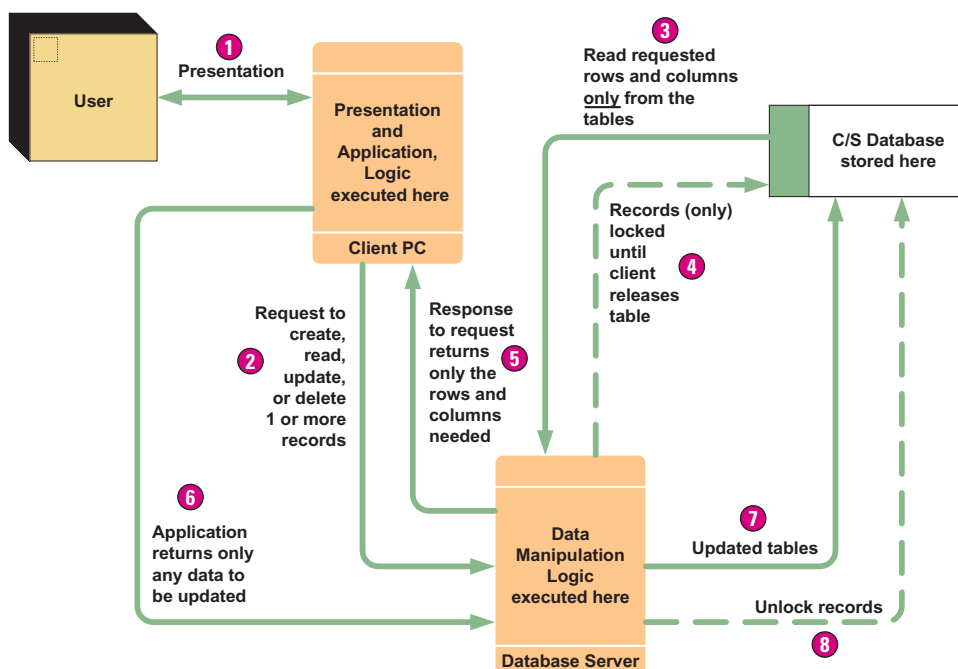 1
Presentation
User
Presentation
and
Application,
Logic
executed here
Client PC
3
Read requested
rows and columns
only from the
tables
C/S Database
stored here
Records (only)
locked
until
client
releases
table
4
2
Request to
create,
read,
update,
or delete
1 or more
records
Response
to request
returns
only the
rows and
columns
needed
5
6
Application
returns only
any data to
be updated
Data
Manipulation
Logic
executed here
Database Server
7
Updated tables
Unlock records
8